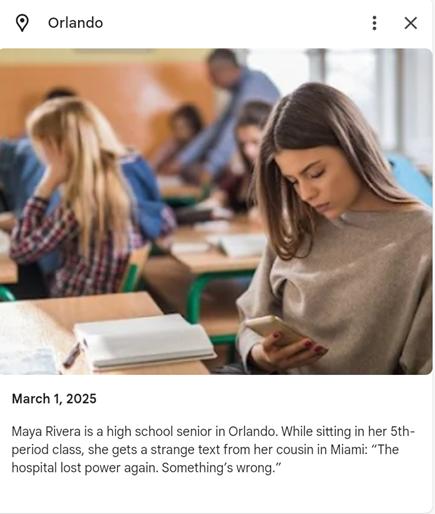 Orlando
March 1, 2025
Maya Rivera is a high school senior in Orlando. While sitting in her 5th-
period class, she gets a strange text from her cousin in Miami: “The
hospital lost power again. Something’s wrong.”